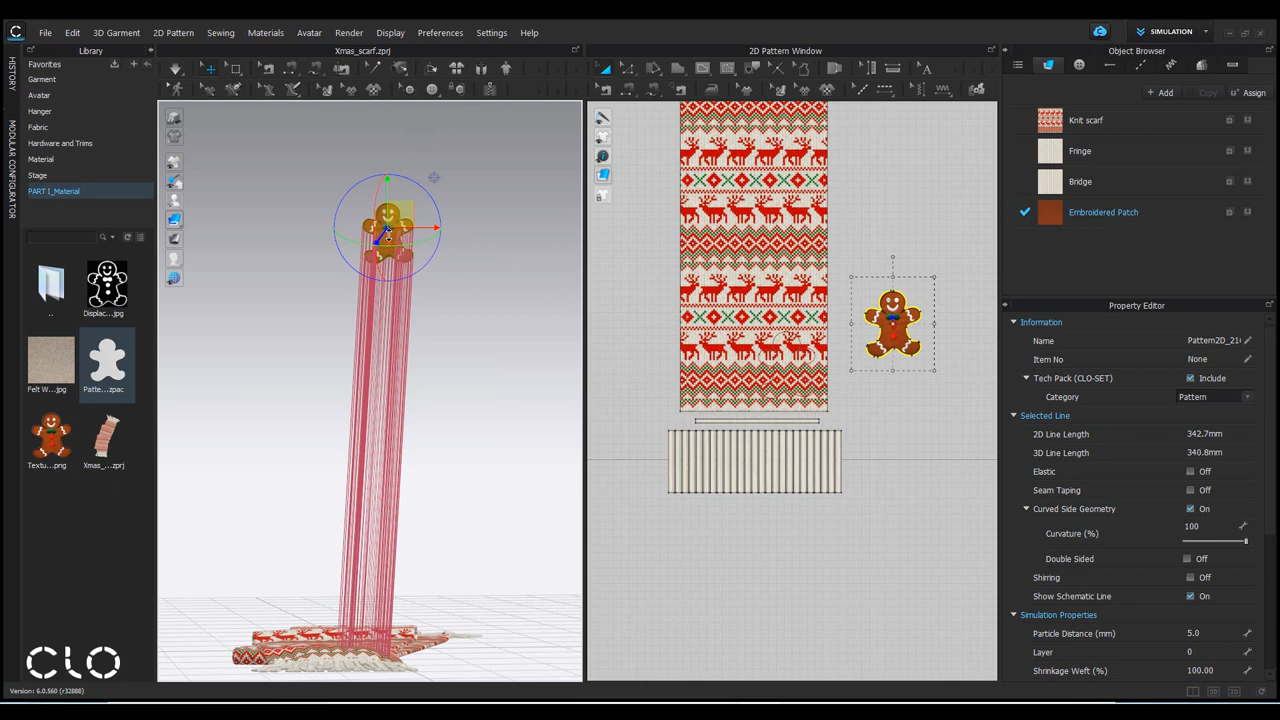 File Edit 3D Garment 2D Pattern Sewing Materials Avatar Render Display Preferences Settings Help SIMULATION
Library Xmas_scarf.zprj 2D Pattern Window Object Browser
HISTORY
MODULAR CONFIGURATOR
Favorites
Garment
Avatar
Hanger
Fabric
Hardware and Trims
Material
Stage
PART I_Material
..
Displac...jpg
Felt W...jpg
Patte...zpac
Textu...png
Xmas_...zprj
Add Copy Assign
Knit scarf
Fringe
Bridge
Embroidered Patch
Property Editor
Information
Name Pattern2D_21
Item No None
Tech Pack (CLO-SET) Include
Category Pattern
Selected Line
2D Line Length 342.7mm
3D Line Length 340.8mm
Elastic Off
Seam Taping Off
Curved Side Geometry On
Curvature (%) 100
Double Sided Off
Shirring Off
Show Schematic Line On
Simulation Properties
Particle Distance (mm) 5.0
Layer 0
Shrinkage Weft (%) 100.00
CLO
Version: 6.0.560 (r32888)
3D 2D